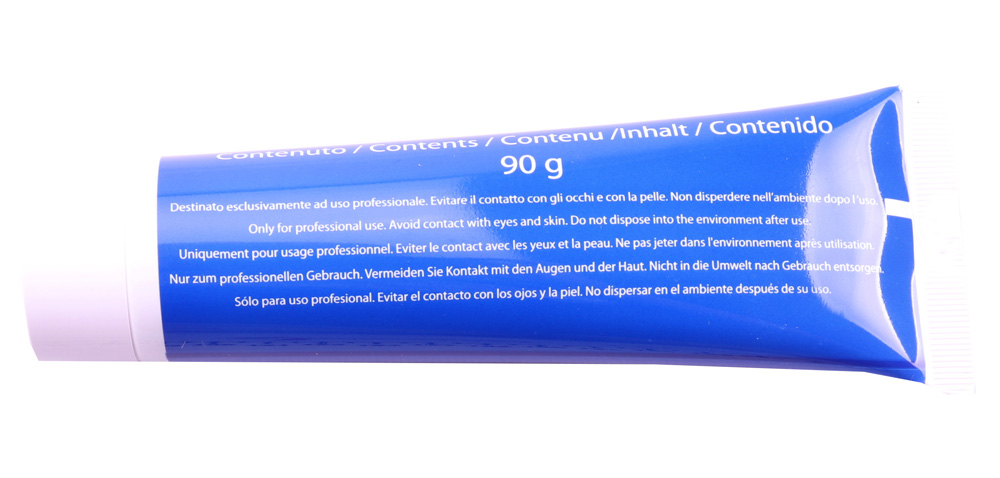 Contenuto / Contents / Contenu /Inhalt / Contenido
90 g
Destinato esclusivamente ad uso professionale. Evitare il contatto con gli occhi e con la pelle. Non disperdere nell'ambiente dopo l'uso.
Only for professional use. Avoid contact with eyes and skin. Do not dispose into the environment after use.
Uniquement pour usage professionnel. Eviter le contact avec les yeux et la peau. Ne pas jeter dans l'environnement après utilisation.
Nur zum professionellen Gebrauch. Vermeiden Sie Kontakt mit den Augen und der Haut. Nicht in die Umwelt nach Gebrauch entsorgen.
Sólo para uso profesional. Evitar el contacto con los ojos y la piel. No dispersar en el ambiente después de su uso.